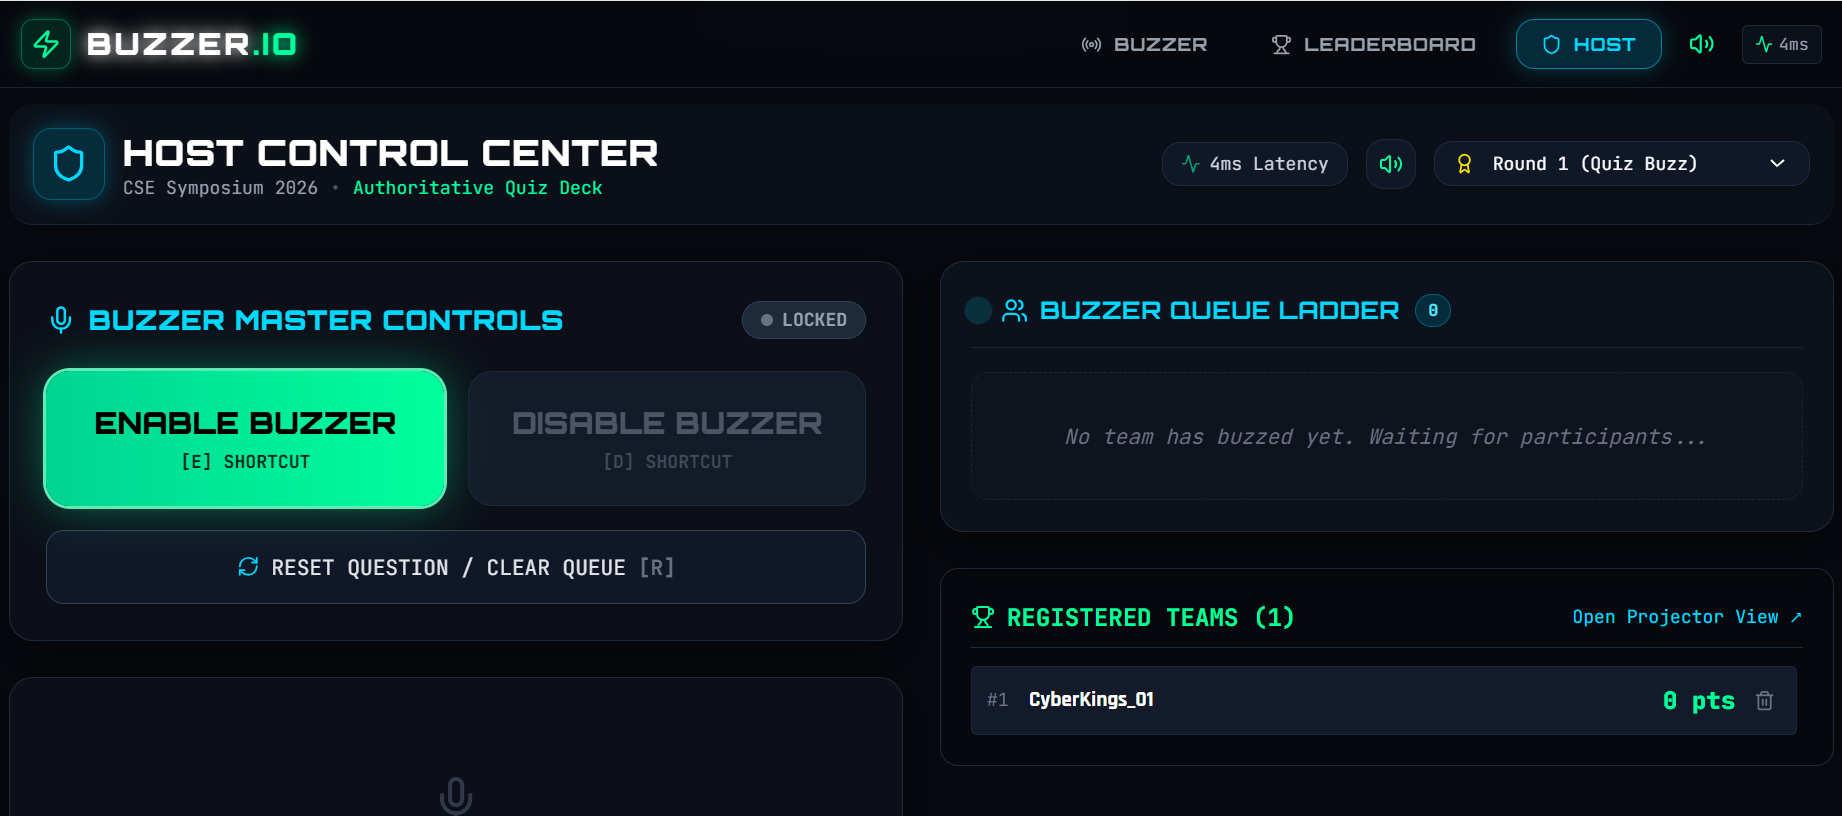 BUZZER.IO
BUZZER
LEADERBOARD
HOST
4ms
HOST CONTROL CENTER
CSE Symposium 2026 • Authoritative Quiz Deck
4ms Latency
Round 1 (Quiz Buzz)
BUZZER MASTER CONTROLS
LOCKED
ENABLE BUZZER
[E] SHORTCUT
DISABLE BUZZER
[D] SHORTCUT
RESET QUESTION / CLEAR QUEUE [R]
BUZZER QUEUE LADDER
0
No team has buzzed yet. Waiting for participants...
REGISTERED TEAMS (1)
Open Projector View ↗
#1 CyberKings_01
0 pts